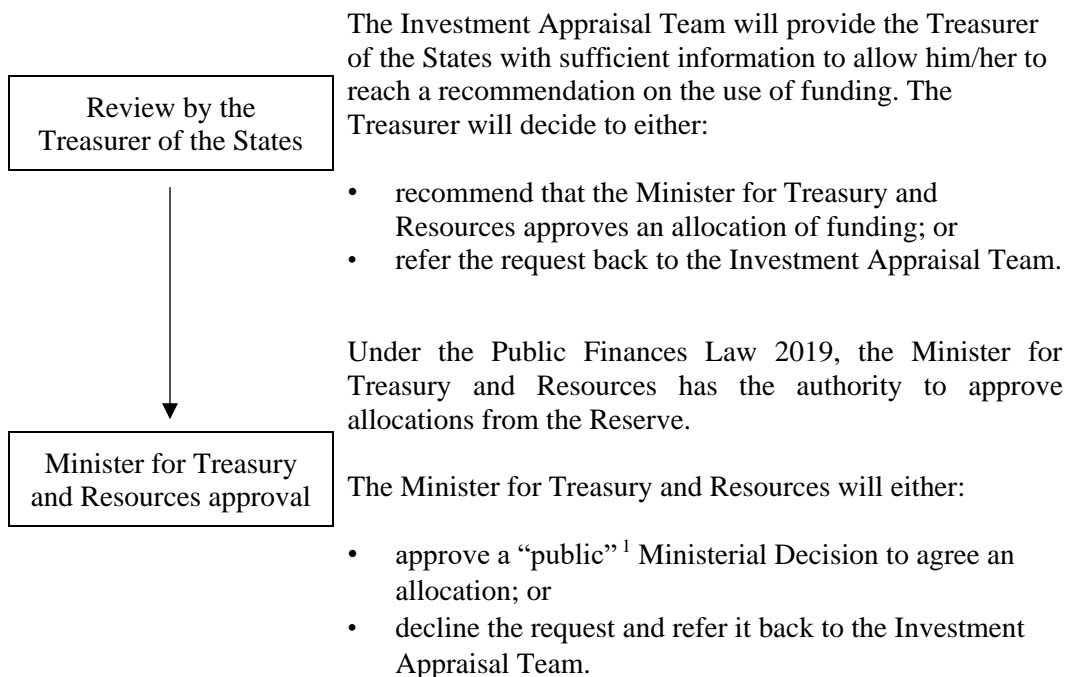 The Investment Appraisal Team will provide the Treasurer
of the States with sufficient information to allow him/her to
reach a recommendation on the use of funding. The
Treasurer will decide to either:
Review by the
Treasurer of the States
• recommend that the Minister for Treasury and
Resources approves an allocation of funding; or
• refer the request back to the Investment Appraisal Team.
Under the Public Finances Law 2019, the Minister for
Treasury and Resources has the authority to approve
allocations from the Reserve.
Minister for Treasury
and Resources approval
The Minister for Treasury and Resources will either:
• approve a “public” 1 Ministerial Decision to agree an
allocation; or
• decline the request and refer it back to the Investment
Appraisal Team.